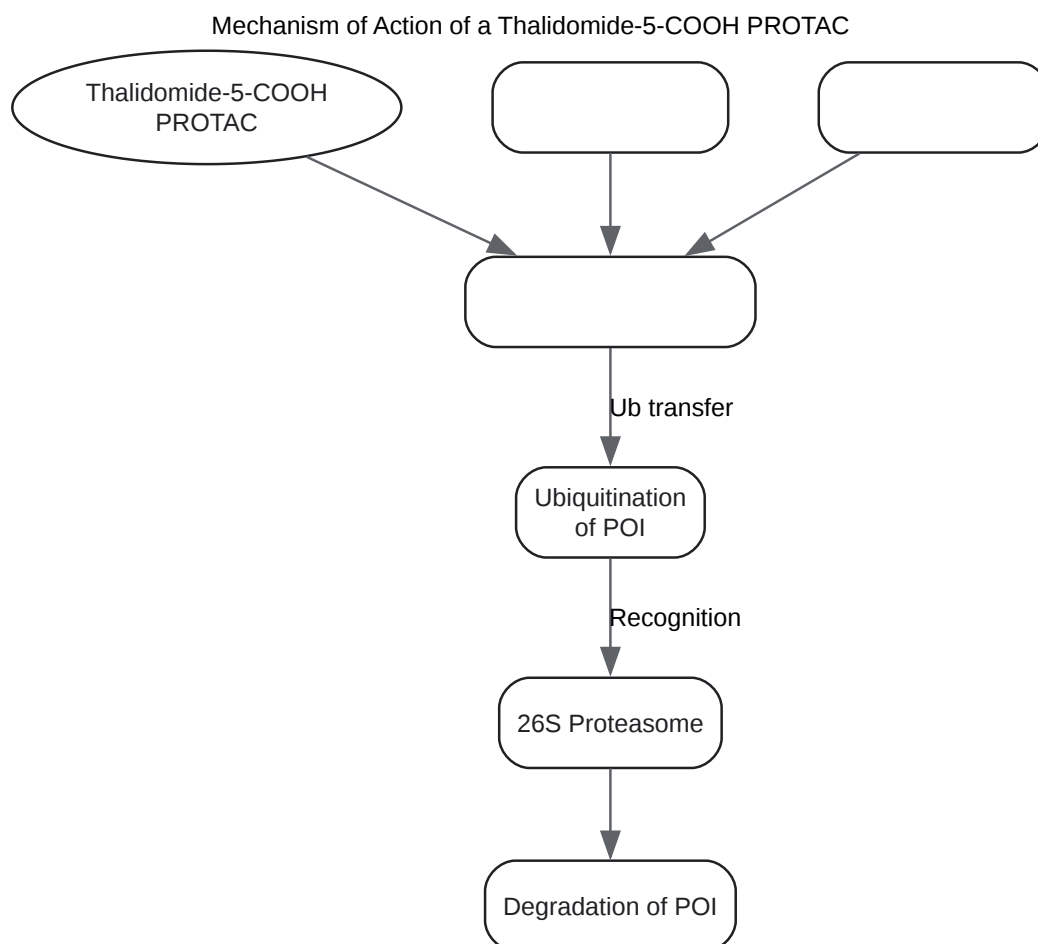 Mechanism of Action of a Thalidomide-5-COOH PROTAC
Thalidomide-5-COOH
PROTAC
Ub transfer
Ubiquitination
of POI
Recognition
26S Proteasome
Degradation of POI